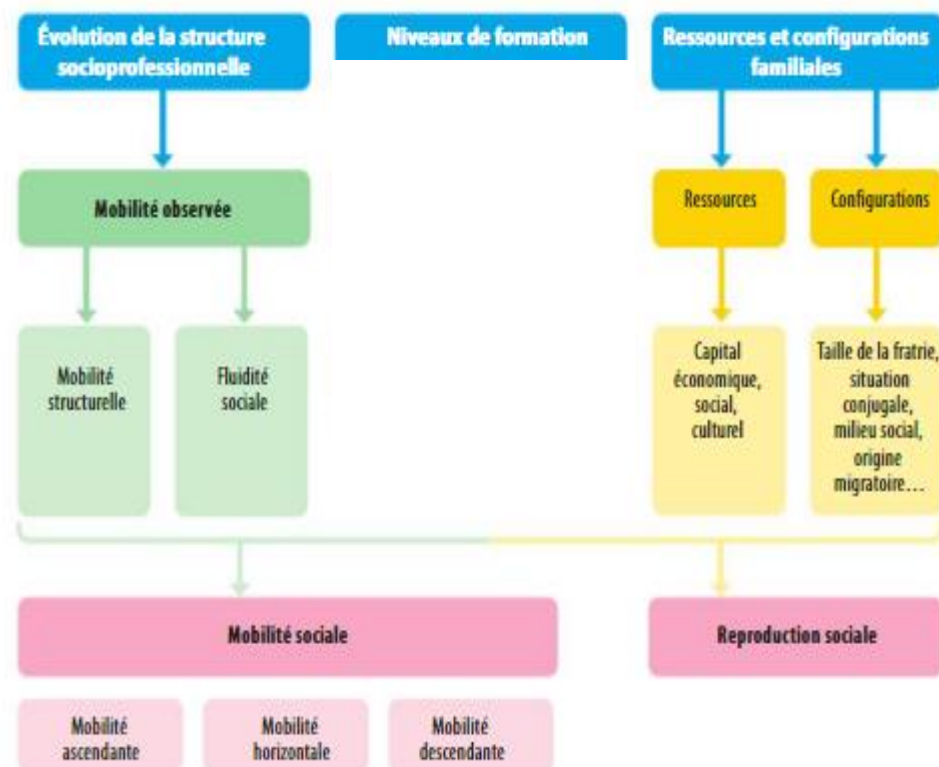 Évolution de la structure
socioprofessionnelle
Niveaux de formation
Ressources et configurations
familiales
Mobilité observée
Ressources
Configurations
Mobilité
structurelle
Fluidité
sociale
Capital
économique,
social,
culturel
Taille de la fratrie,
situation
conjugale,
milieu social,
origine
migratoire...
Mobilité sociale
Reproduction sociale
Mobilité
ascendante
Mobilité
horizontale
Mobilité
descendante